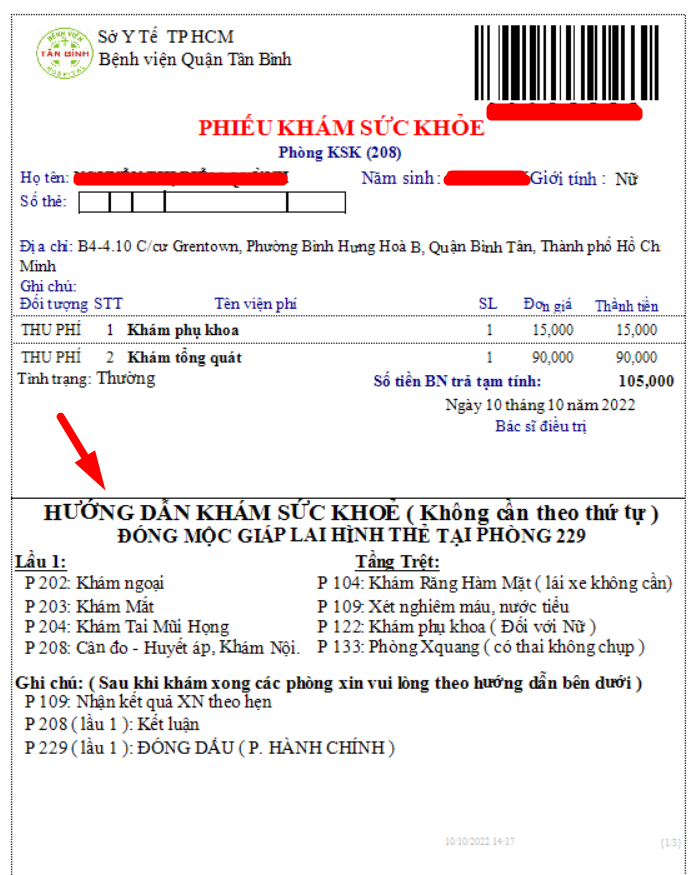 BỆNH VIỆN
TÂN BÌNH
HOSPITAL
Sở Y Tế TP HCM
Bệnh viện Quận Tân Bình
PHIẾU KHÁM SỨC KHỎE
Phòng KSK (208)
Họ tên: Năm sinh: Giới tính : Nữ
Số thẻ:
Địa chỉ: B4-4.10 C/cư Grentown, Phường Bình Hưng Hoà B, Quận Bình Tân, Thành phố Hồ Ch
Minh
Ghi chú:
Đối tượng STT Tên viện phí SL Đơn giá Thành tiền
THU PHÍ 1 Khám phụ khoa 1 15,000 15,000
THU PHÍ 2 Khám tổng quát 1 90,000 90,000
Tình trạng: Thường Số tiền BN trả tạm tính: 105,000
Ngày 10 tháng 10 năm 2022
Bác sĩ điều trị
HƯỚNG DẪN KHÁM SỨC KHOẺ ( Không cần theo thứ tự )
ĐÓNG MỘC GIÁP LAI HÌNH THẺ TẠI PHÒNG 229
Lầu 1: Tầng Trệt:
P 202: Khám ngoại P 104: Khám Răng Hàm Mặt ( lái xe không cần)
P 203: Khám Mắt P 109: Xét nghiêm máu, nước tiểu
P 204: Khám Tai Mũi Họng P 122: Khám phụ khoa ( Đối với Nữ )
P 208: Cân đo - Huyết áp, Khám Nội. P 133: Phòng Xquang ( có thai không chụp )
Ghi chú: ( Sau khi khám xong các phòng xin vui lòng theo hướng dẫn bên dưới )
P 109: Nhận kết quả XN theo hẹn
P 208 ( lầu 1 ): Kết luận
P 229 ( lầu 1 ): ĐÓNG DẤU ( P. HÀNH CHÍNH )
10/10/2022 14:17 (1/3)